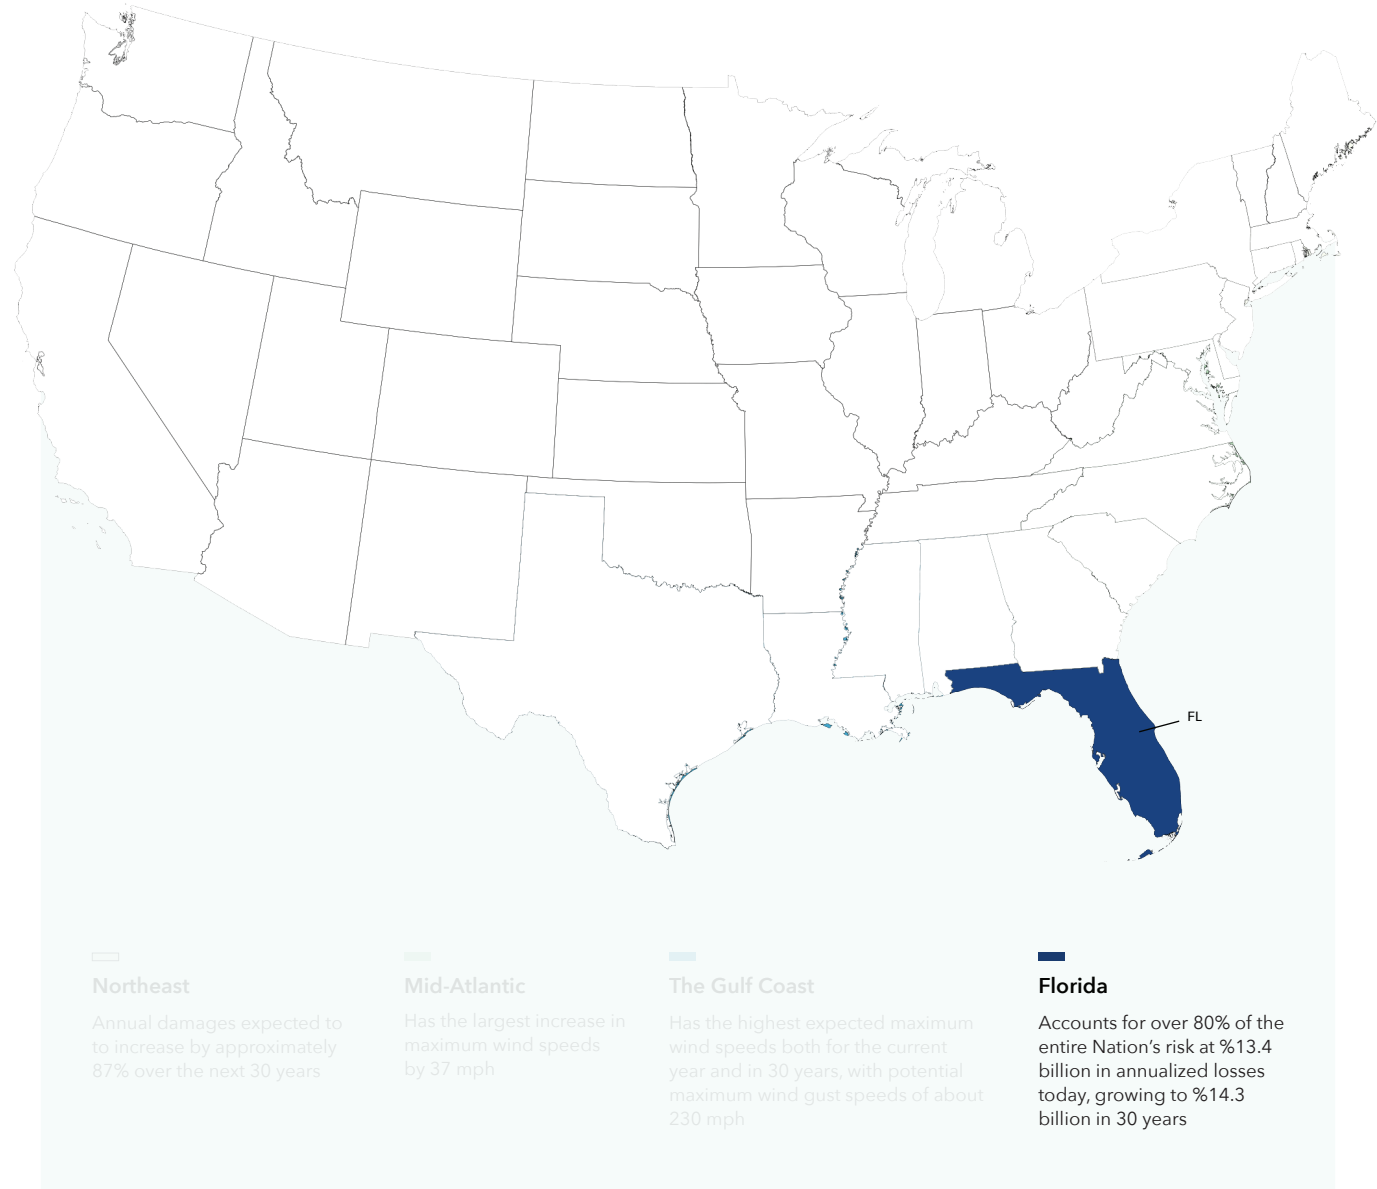 FL
Northeast
Annual damages expected to
to increase by approximately
87% over the next 30 years
Mid-Atlantic
Has the largest increase in
maximum wind speeds
by 37 mph
The Gulf Coast
Has the highest expected maximum
wind speeds both for the current
year and in 30 years, with potential
maximum wind gust speeds of about
230 mph
Florida
Accounts for over 80% of the
entire Nation’s risk at %13.4
billion in annualized losses
today, growing to %14.3
billion in 30 years